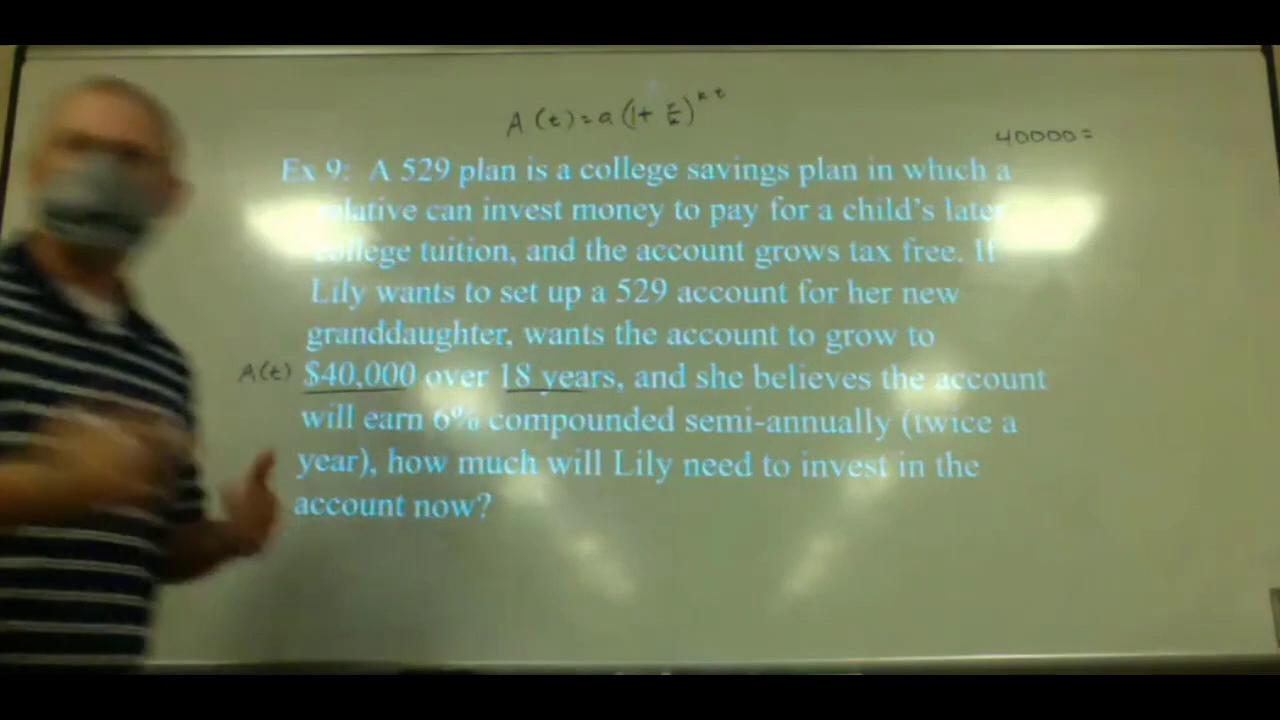 A(t)=a(1+ r/k)^kt
40000=
Ex 9: A 529 plan is a college savings plan in which a
relative can invest money to pay for a child's later
college tuition, and the account grows tax free. If
Lily wants to set up a 529 account for her new
granddaughter, wants the account to grow to
A(t) $40,000 over 18 years, and she believes the account
will earn 6% compounded semi-annually (twice a
year), how much will Lily need to invest in the
account now?